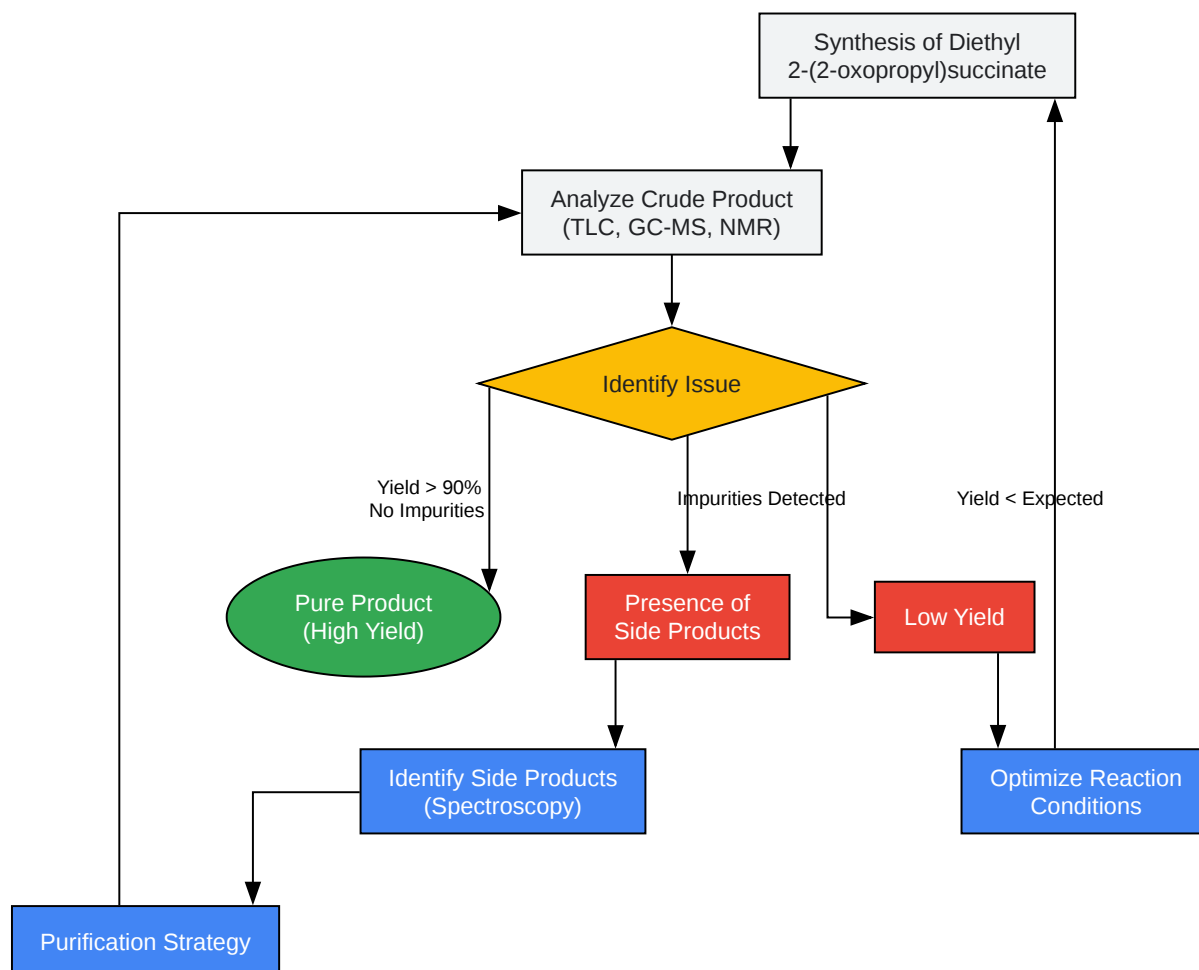 Synthesis of Diethyl
2-(2-oxopropyl)succinate
Analyze Crude Product
(TLC, GC-MS, NMR)
Identify Issue
Yield > 90%
No Impurities
Impurities Detected
Yield < Expected
Pure Product
(High Yield)
Presence of
Side Products
Low Yield
Identify Side Products
(Spectroscopy)
Optimize Reaction
Conditions
Purification Strategy